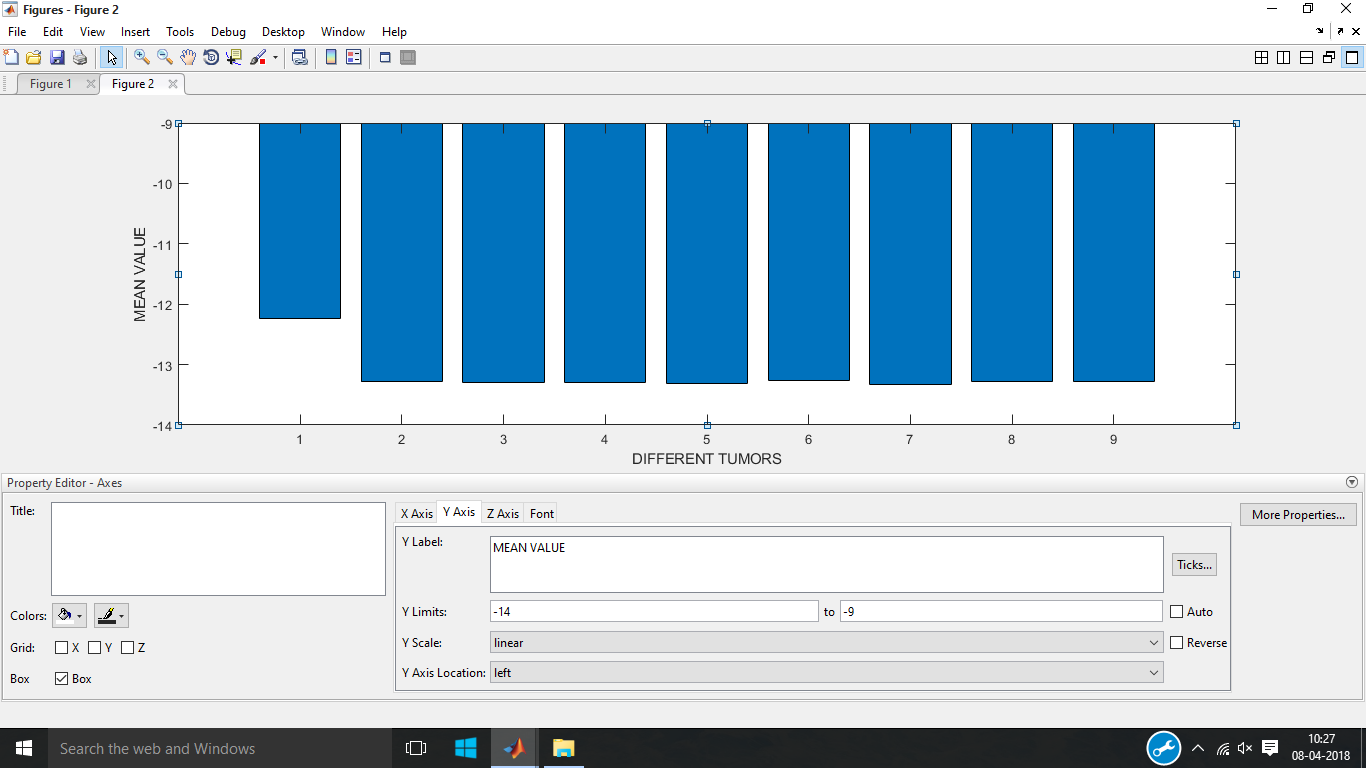 Figures - Figure 2
File Edit View Insert Tools Debug Desktop Window Help
Figure 1 Figure 2
-9
-10
-11
-12
-13
-14
MEAN VALUE
1 2 3 4 5 6 7 8 9
DIFFERENT TUMORS
Property Editor - Axes
Title:
Colors:
Grid: X Y Z
Box Box
X Axis Y Axis Z Axis Font
Y Label: MEAN VALUE
Ticks...
Y Limits: -14 to -9 Auto
Y Scale: linear Reverse
Y Axis Location: left
More Properties...
Search the web and Windows
10:27
08-04-2018